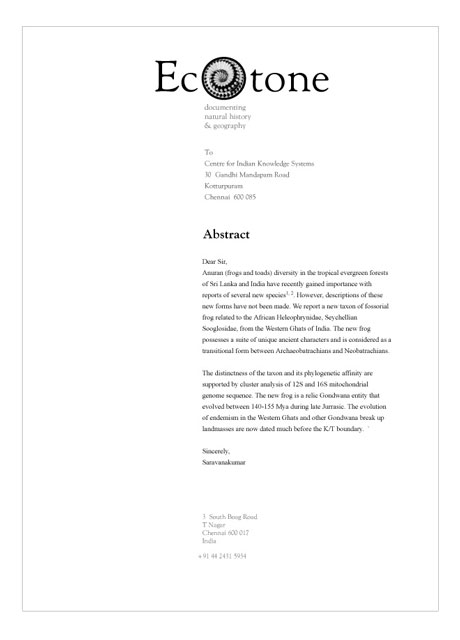 Ecotone
documenting
natural history
& geography
To
Centre for Indian Knowledge Systems
30 Gandhi Mandapam Road
Kotturpuram
Chennai 600 085
Abstract
Dear Sir,
Anuran (frogs and toads) diversity in the tropical evergreen forests
of Sri Lanka and India have recently gained importance with
reports of several new species1, 2. However, descriptions of these
new forms have not been made. We report a new taxon of fossorial
frog related to the African Heleophrynidae, Seychellian
Sooglosidae, from the Western Ghats of India. The new frog
possesses a suite of unique ancient characters and is considered as a
transitional form between Archaeobatrachians and Neobatrachians.
The distinctness of the taxon and its phylogenetic affinity are
supported by cluster analysis of 12S and 16S mitochondrial
genome sequence. The new frog is a relic Gondwana entity that
evolved between 140-155 Mya during late Jurrasic. The evolution
of endemism in the Western Ghats and other Gondwana break up
landmasses are now dated much before the K/T boundary.
Sincerely,
Saravanakumar
3 South Boag Road
T Nagar
Chennai 600 017
India
+91 44 2431 5934